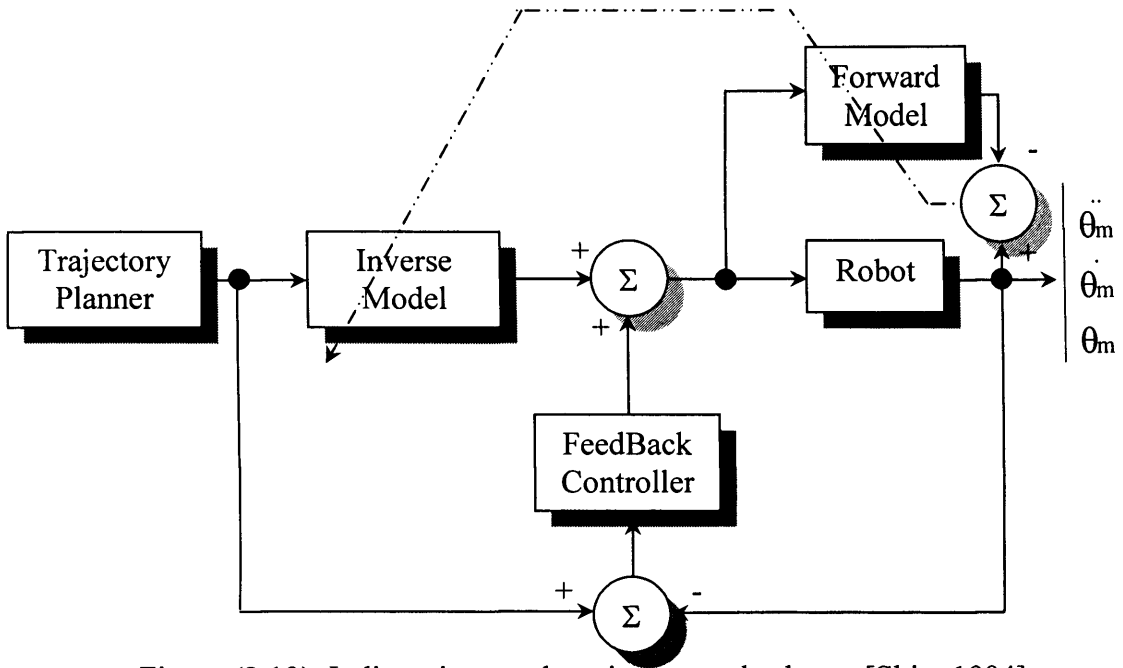 Forward
Model
-
Σ
Trajectory
Planner
Inverse
Model
+
Σ
+
Robot
+
θ̈m
θ̇m
θm
FeedBack
Controller
+
-
Σ